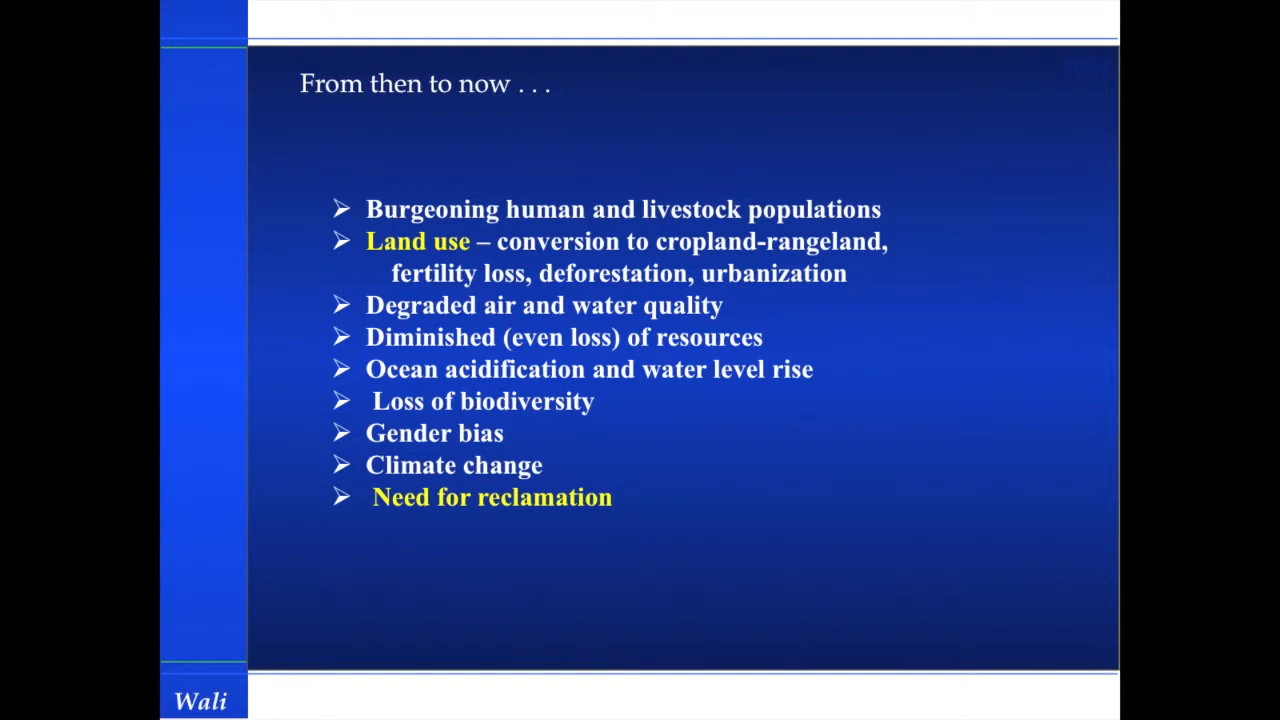 From then to now . . .
➢ Burgeoning human and livestock populations
➢ Land use – conversion to cropland-rangeland,
fertility loss, deforestation, urbanization
➢ Degraded air and water quality
➢ Diminished (even loss) of resources
➢ Ocean acidification and water level rise
➢ Loss of biodiversity
➢ Gender bias
➢ Climate change
➢ Need for reclamation
Wali